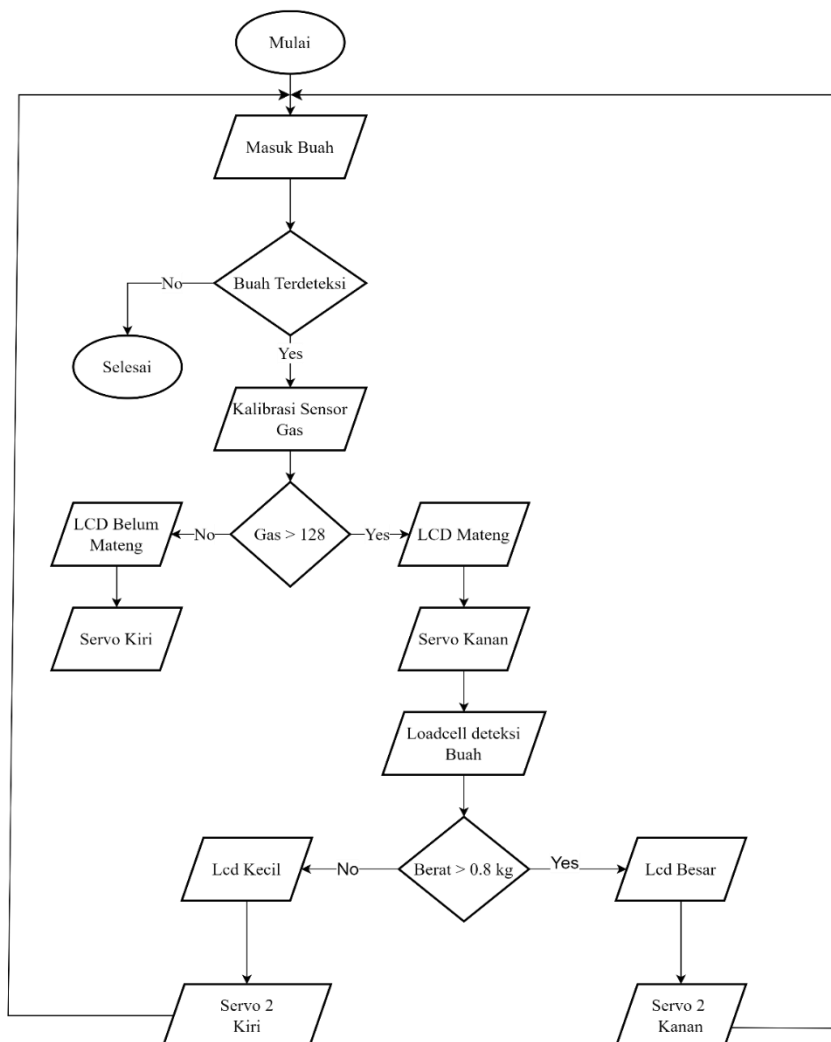 Mulai
Masuk Buah
Buah Terdeteksi
No
Selesai
Yes
Kalibrasi Sensor
Gas
LCD Belum
Mateng
No
Gas > 128
Yes
LCD Mateng
Servo Kiri
Servo Kanan
Loadcell deteksi
Buah
Lcd Kecil
No
Berat > 0.8 kg
Yes
Lcd Besar
Servo 2
Kiri
Servo 2
Kanan